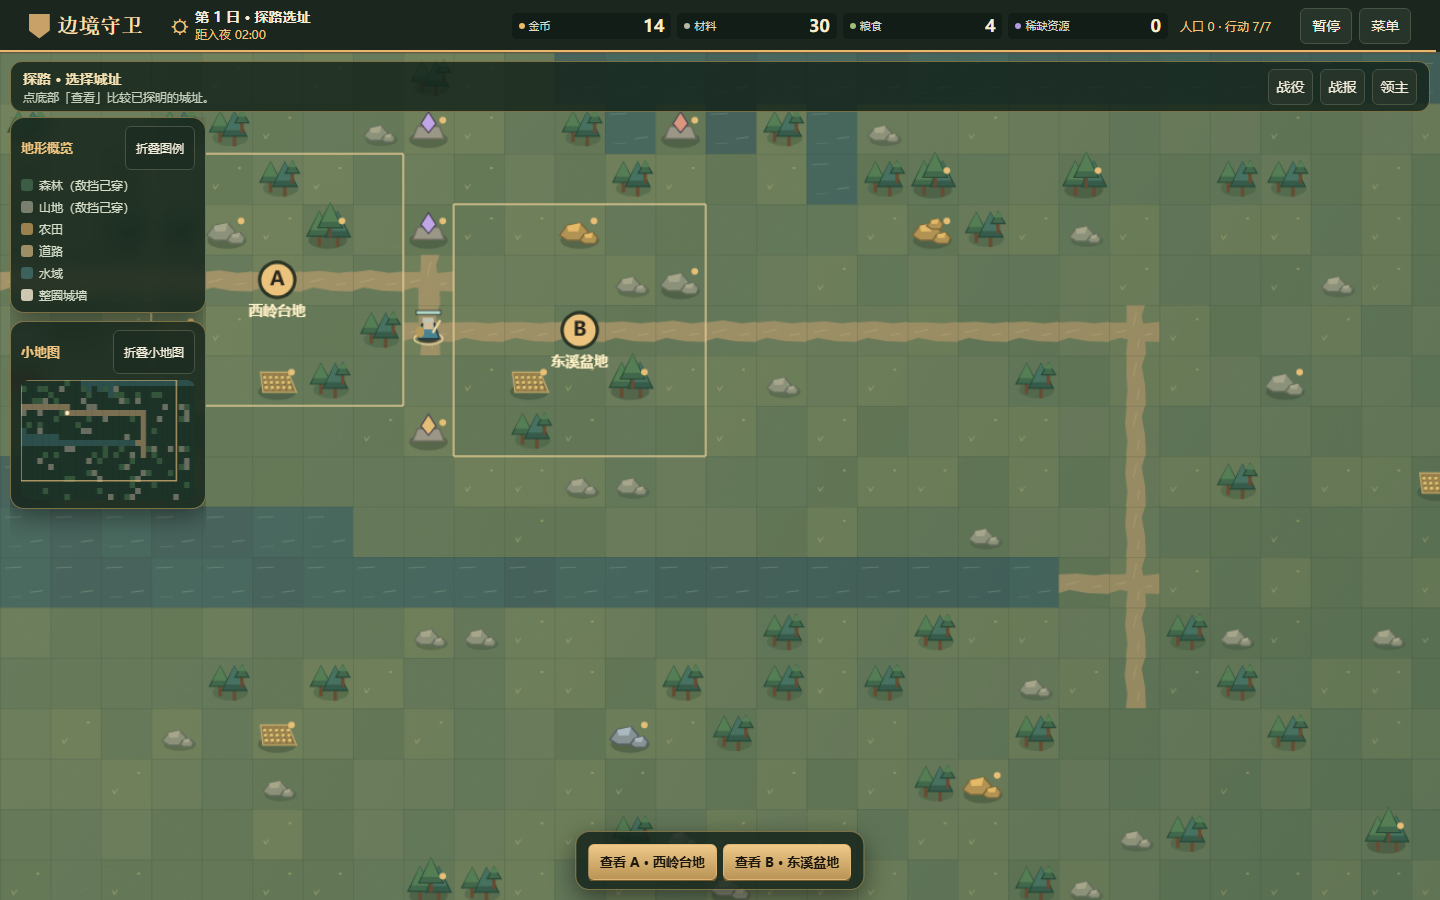 边境守卫
第 1 日 • 探路选址
距入夜 02:00
金币 14
材料 30
粮食 4
稀缺资源 0
人口 0 · 行动 7/7
暂停
菜单
探路 • 选择城址
点底部「查看」比较已探明的城址。
战役
战报
领主
地形概览
折叠图例
森林（敌挡己穿）
山地（敌挡己穿）
农田
道路
水域
整圈城墙
A
西岭台地
B
东溪盆地
小地图
折叠小地图
查看 A • 西岭台地
查看 B • 东溪盆地